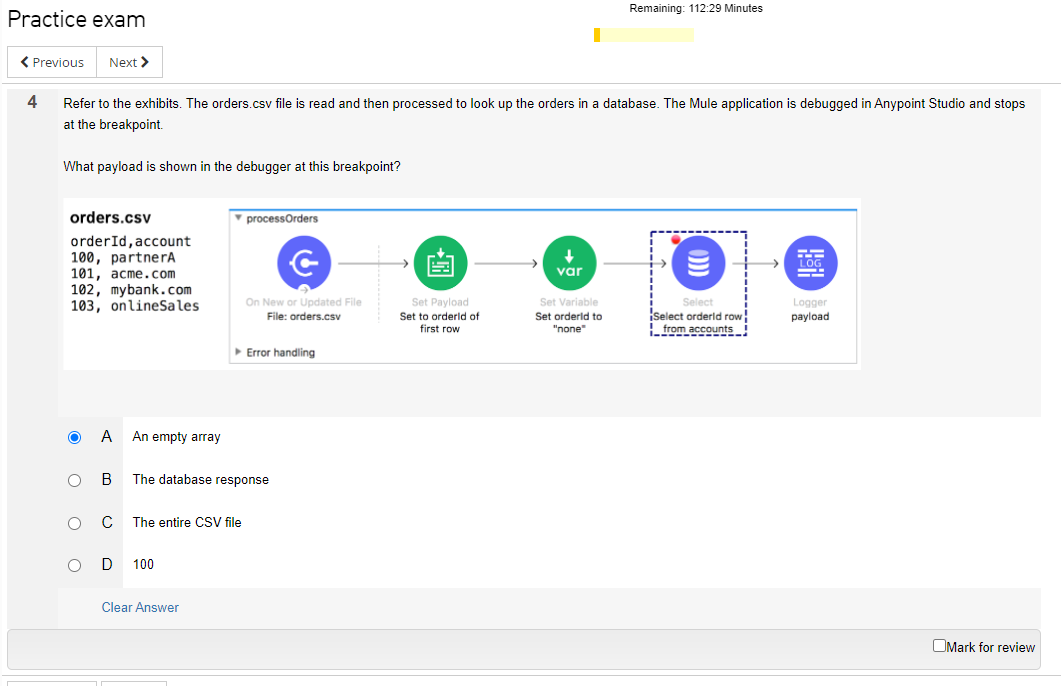 Practice exam
Remaining: 112:29 Minutes
Previous
Next
4
Refer to the exhibits. The orders.csv file is read and then processed to look up the orders in a database. The Mule application is debugged in Anypoint Studio and stops
at the breakpoint.
What payload is shown in the debugger at this breakpoint?
orders.csv
orderId,account
100, partnerA
101, acme.com
102, mybank.com
103, onlineSales
processOrders
var
LOG
On New or Updated File
File: orders.csv
Set Payload
Set to orderId of
first row
Set Variable
Set orderId to
"none"
Select
Select orderId row
from accounts
Logger
payload
Error handling
A An empty array
B The database response
C The entire CSV file
D 100
Clear Answer
Mark for review